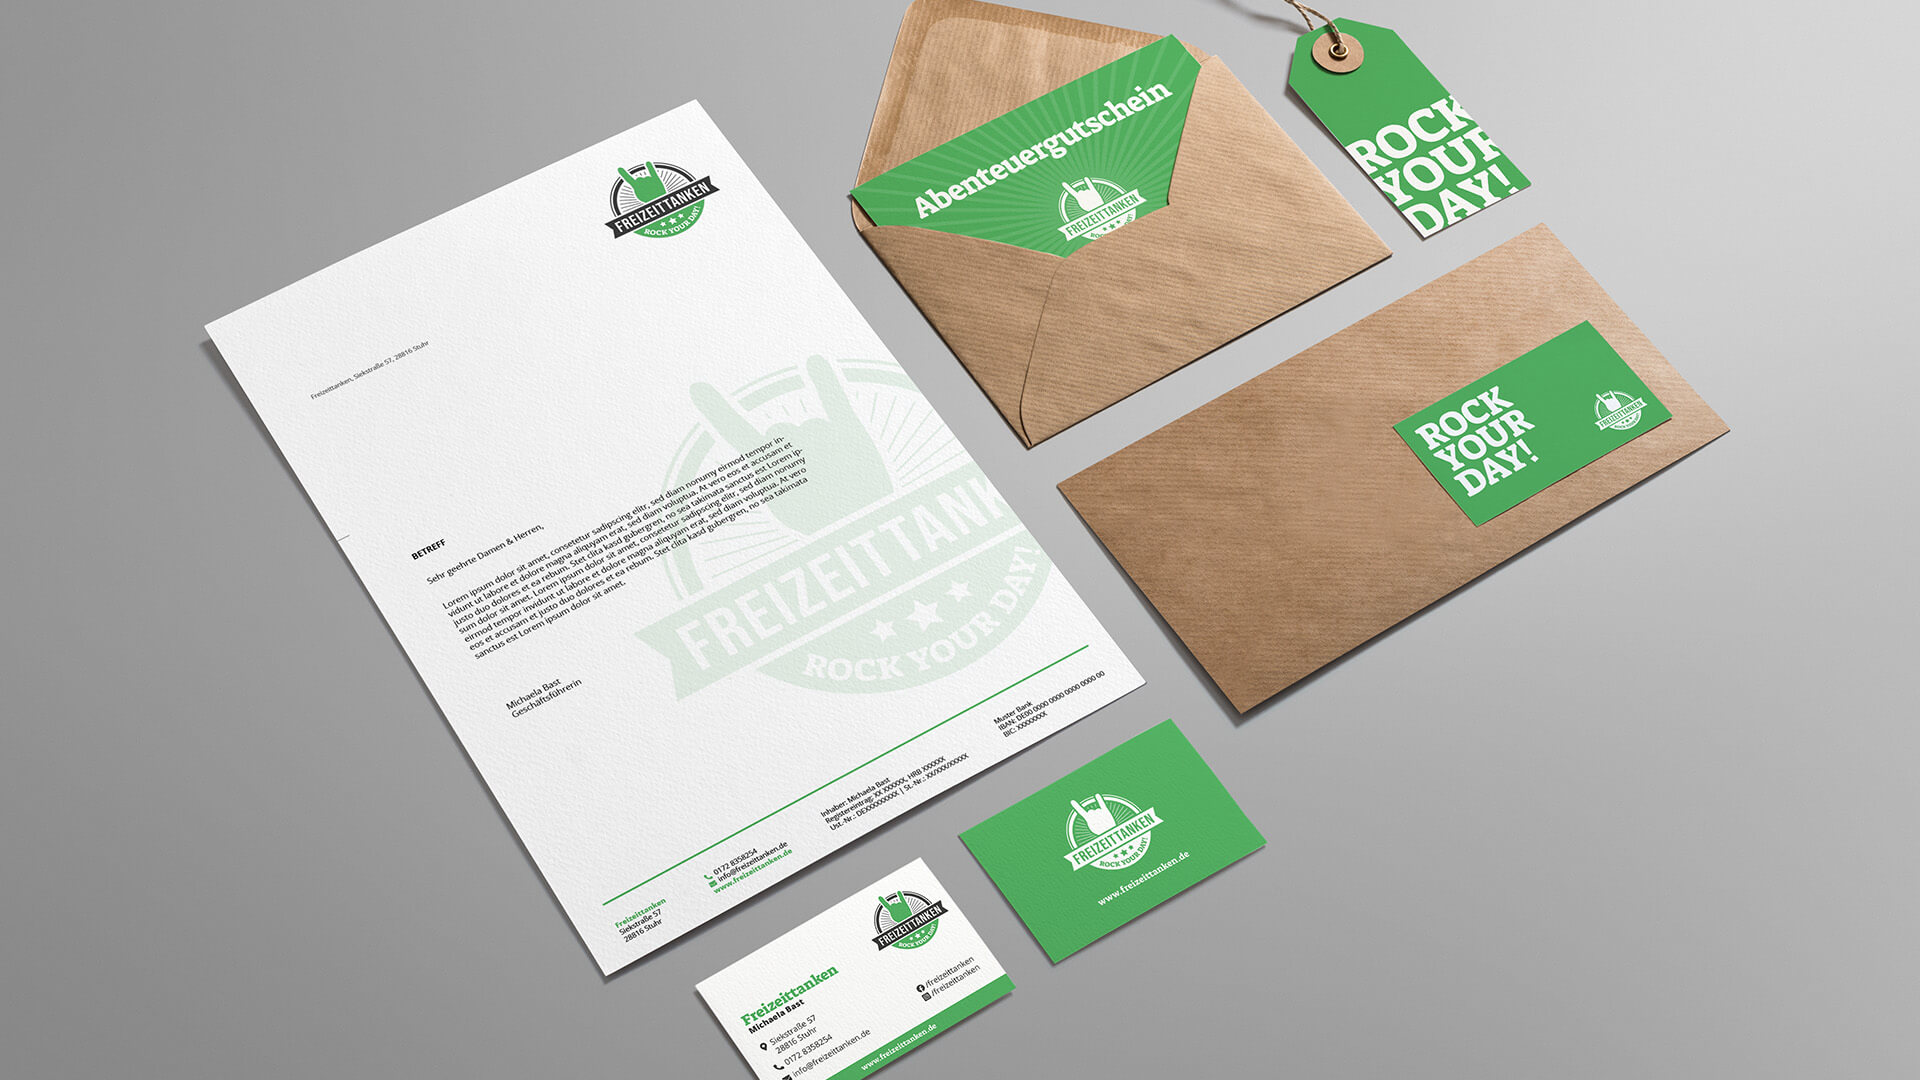 FREIZEITTANKEN
ROCK YOUR DAY!
Freizeittanken, Siekstraße 57, 28816 Stuhr
BETREFF
Sehr geehrte Damen & Herren,
Lorem ipsum dolor sit amet, consetetur sadipscing elitr, sed diam nonumy eirmod tempor in-
vidunt ut labore et dolore magna aliquyam erat, sed diam voluptua. At vero eos et accusam et
justo duo dolores et ea rebum. Stet clita kasd gubergren, no sea takimata sanctus est Lorem ip-
sum dolor sit amet. Lorem ipsum dolor sit amet, consetetur sadipscing elitr, sed diam nonumy
eirmod tempor invidunt ut labore et dolore magna aliquyam erat, sed diam voluptua. At vero
eos et accusam et justo duo dolores et ea rebum. Stet clita kasd gubergren, no sea takimata
sanctus est Lorem ipsum dolor sit amet.
Michaela Bast
Geschäftsführerin
FREIZEITTANK
ROCK YOUR DAY!
Freizeittanken
Siekstraße 57
28816 Stuhr
0172 8358254
info@freizeittanken.de
www.freizeittanken.de
Inhaber: Michaela Bast
Registereintrag: XX XXXXXX, HRB XXXXXX
Ust.-Nr.: DEXXXXXXXXX | St.-Nr.: XX/XXX/XXXXX
Muster Bank
IBAN: DE00 0000 0000 0000 0000 00
BIC: XXXXXXXX
Abenteuergutschein
FREIZEITTANKEN
ROCK
YOUR
DAY!
ROCK
YOUR
DAY!
FREIZEITTANKEN
ROCK YOUR DAY!
FREIZEITTANKEN
ROCK YOUR DAY!
www.freizeittanken.de
FREIZEITTANKEN
ROCK YOUR DAY!
Freizeittanken
Michaela Bast
Siekstraße 57
28816 Stuhr
0172 8358254
info@freizeittanken.de
/freizeittanken
/freizeittanken
www.freizeittanken.de